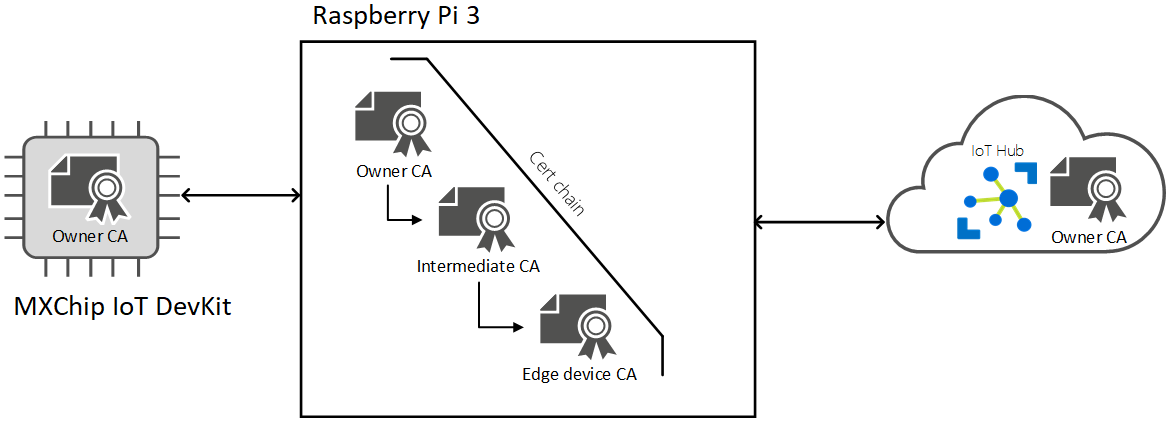 Raspberry Pi 3
Owner CA
MXChip IoT DevKit
Owner CA
Intermediate CA
Edge device CA
Cert chain
IoT Hub
Owner CA